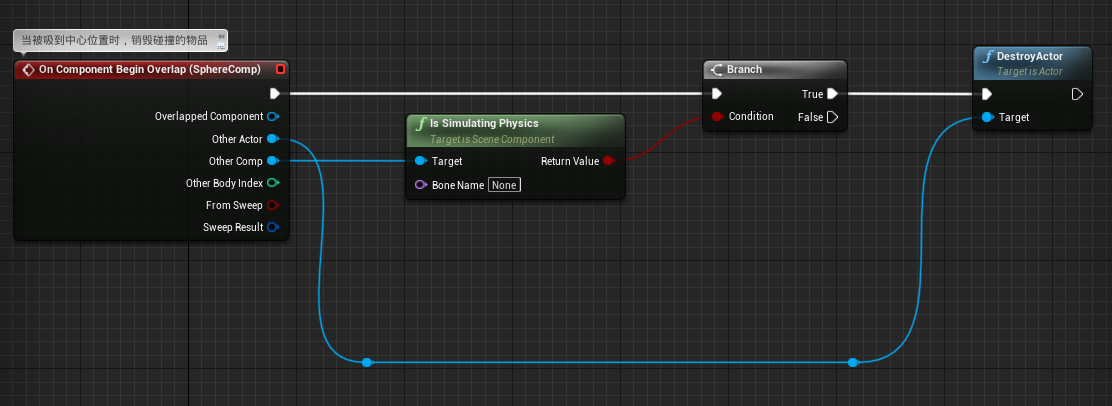 当被吸到中心位置时，销毁碰撞的物品
On Component Begin Overlap (SphereComp)
Overlapped Component
Other Actor
Other Comp
Other Body Index
From Sweep
Sweep Result
Is Simulating Physics
Target is Scene Component
Target
Return Value
Bone Name None
Branch
True
Condition
False
DestroyActor
Target is Actor
Target